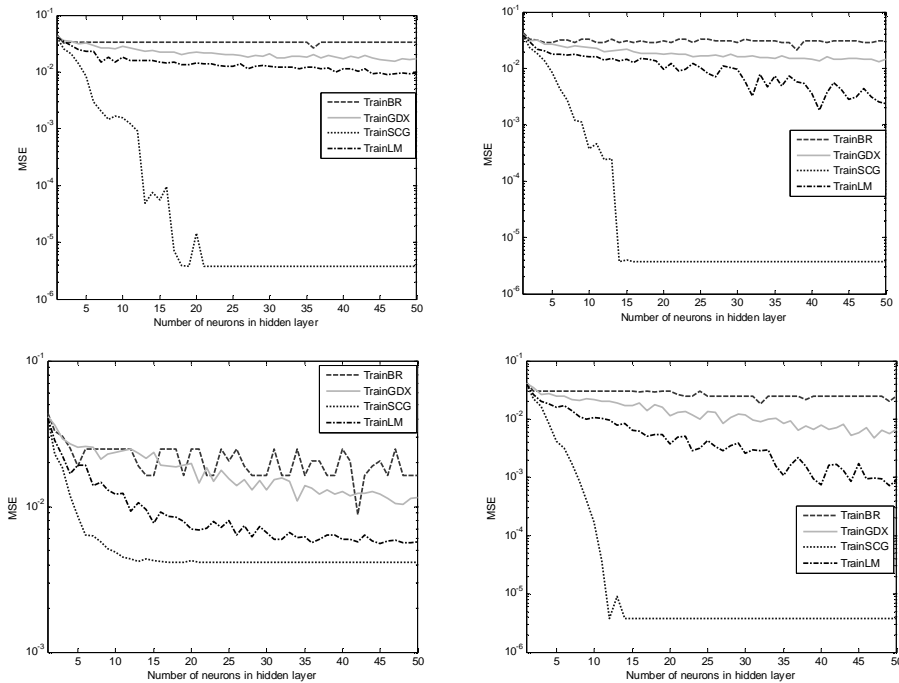 10^-1
10^-2
10^-3
10^-4
10^-5
10^-6
MSE
5 10 15 20 25 30 35 40 45 50
Number of neurons in hidden layer
TrainBR
TrainGDX
TrainSCG
TrainLM
10^-1
10^-2
10^-3
10^-4
10^-5
10^-6
MSE
5 10 15 20 25 30 35 40 45 50
Number of neurons in hidden layer
TrainBR
TrainGDX
TrainSCG
TrainLM
10^-1
10^-2
10^-3
MSE
5 10 15 20 25 30 35 40 45 50
Number of neurons in hidden layer
TrainBR
TrainGDX
TrainSCG
TrainLM
10^-1
10^-2
10^-3
10^-4
10^-5
10^-6
MSE
5 10 15 20 25 30 35 40 45 50
Number of neurons in hidden layer
TrainBR
TrainGDX
TrainSCG
TrainLM